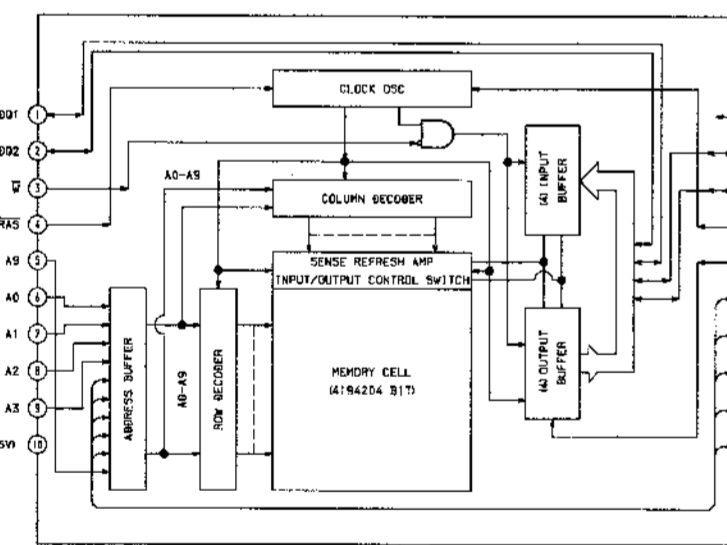 DQ1
1
DQ2
2
W
3
RAS
4
A9
5
A0
6
A1
7
A2
8
A3
9
5V)
10
CLOCK OSC
A0-A9
COLUMN DECODER
SENSE REFRESH AMP
INPUT/OUTPUT CONTROL SWITCH
MEMORY CELL
(4194204 BIT)
ADDRESS BUFFER
A0-A9
ROW DECODER
(4) INPUT
BUFFER
(4) OUTPUT
BUFFER